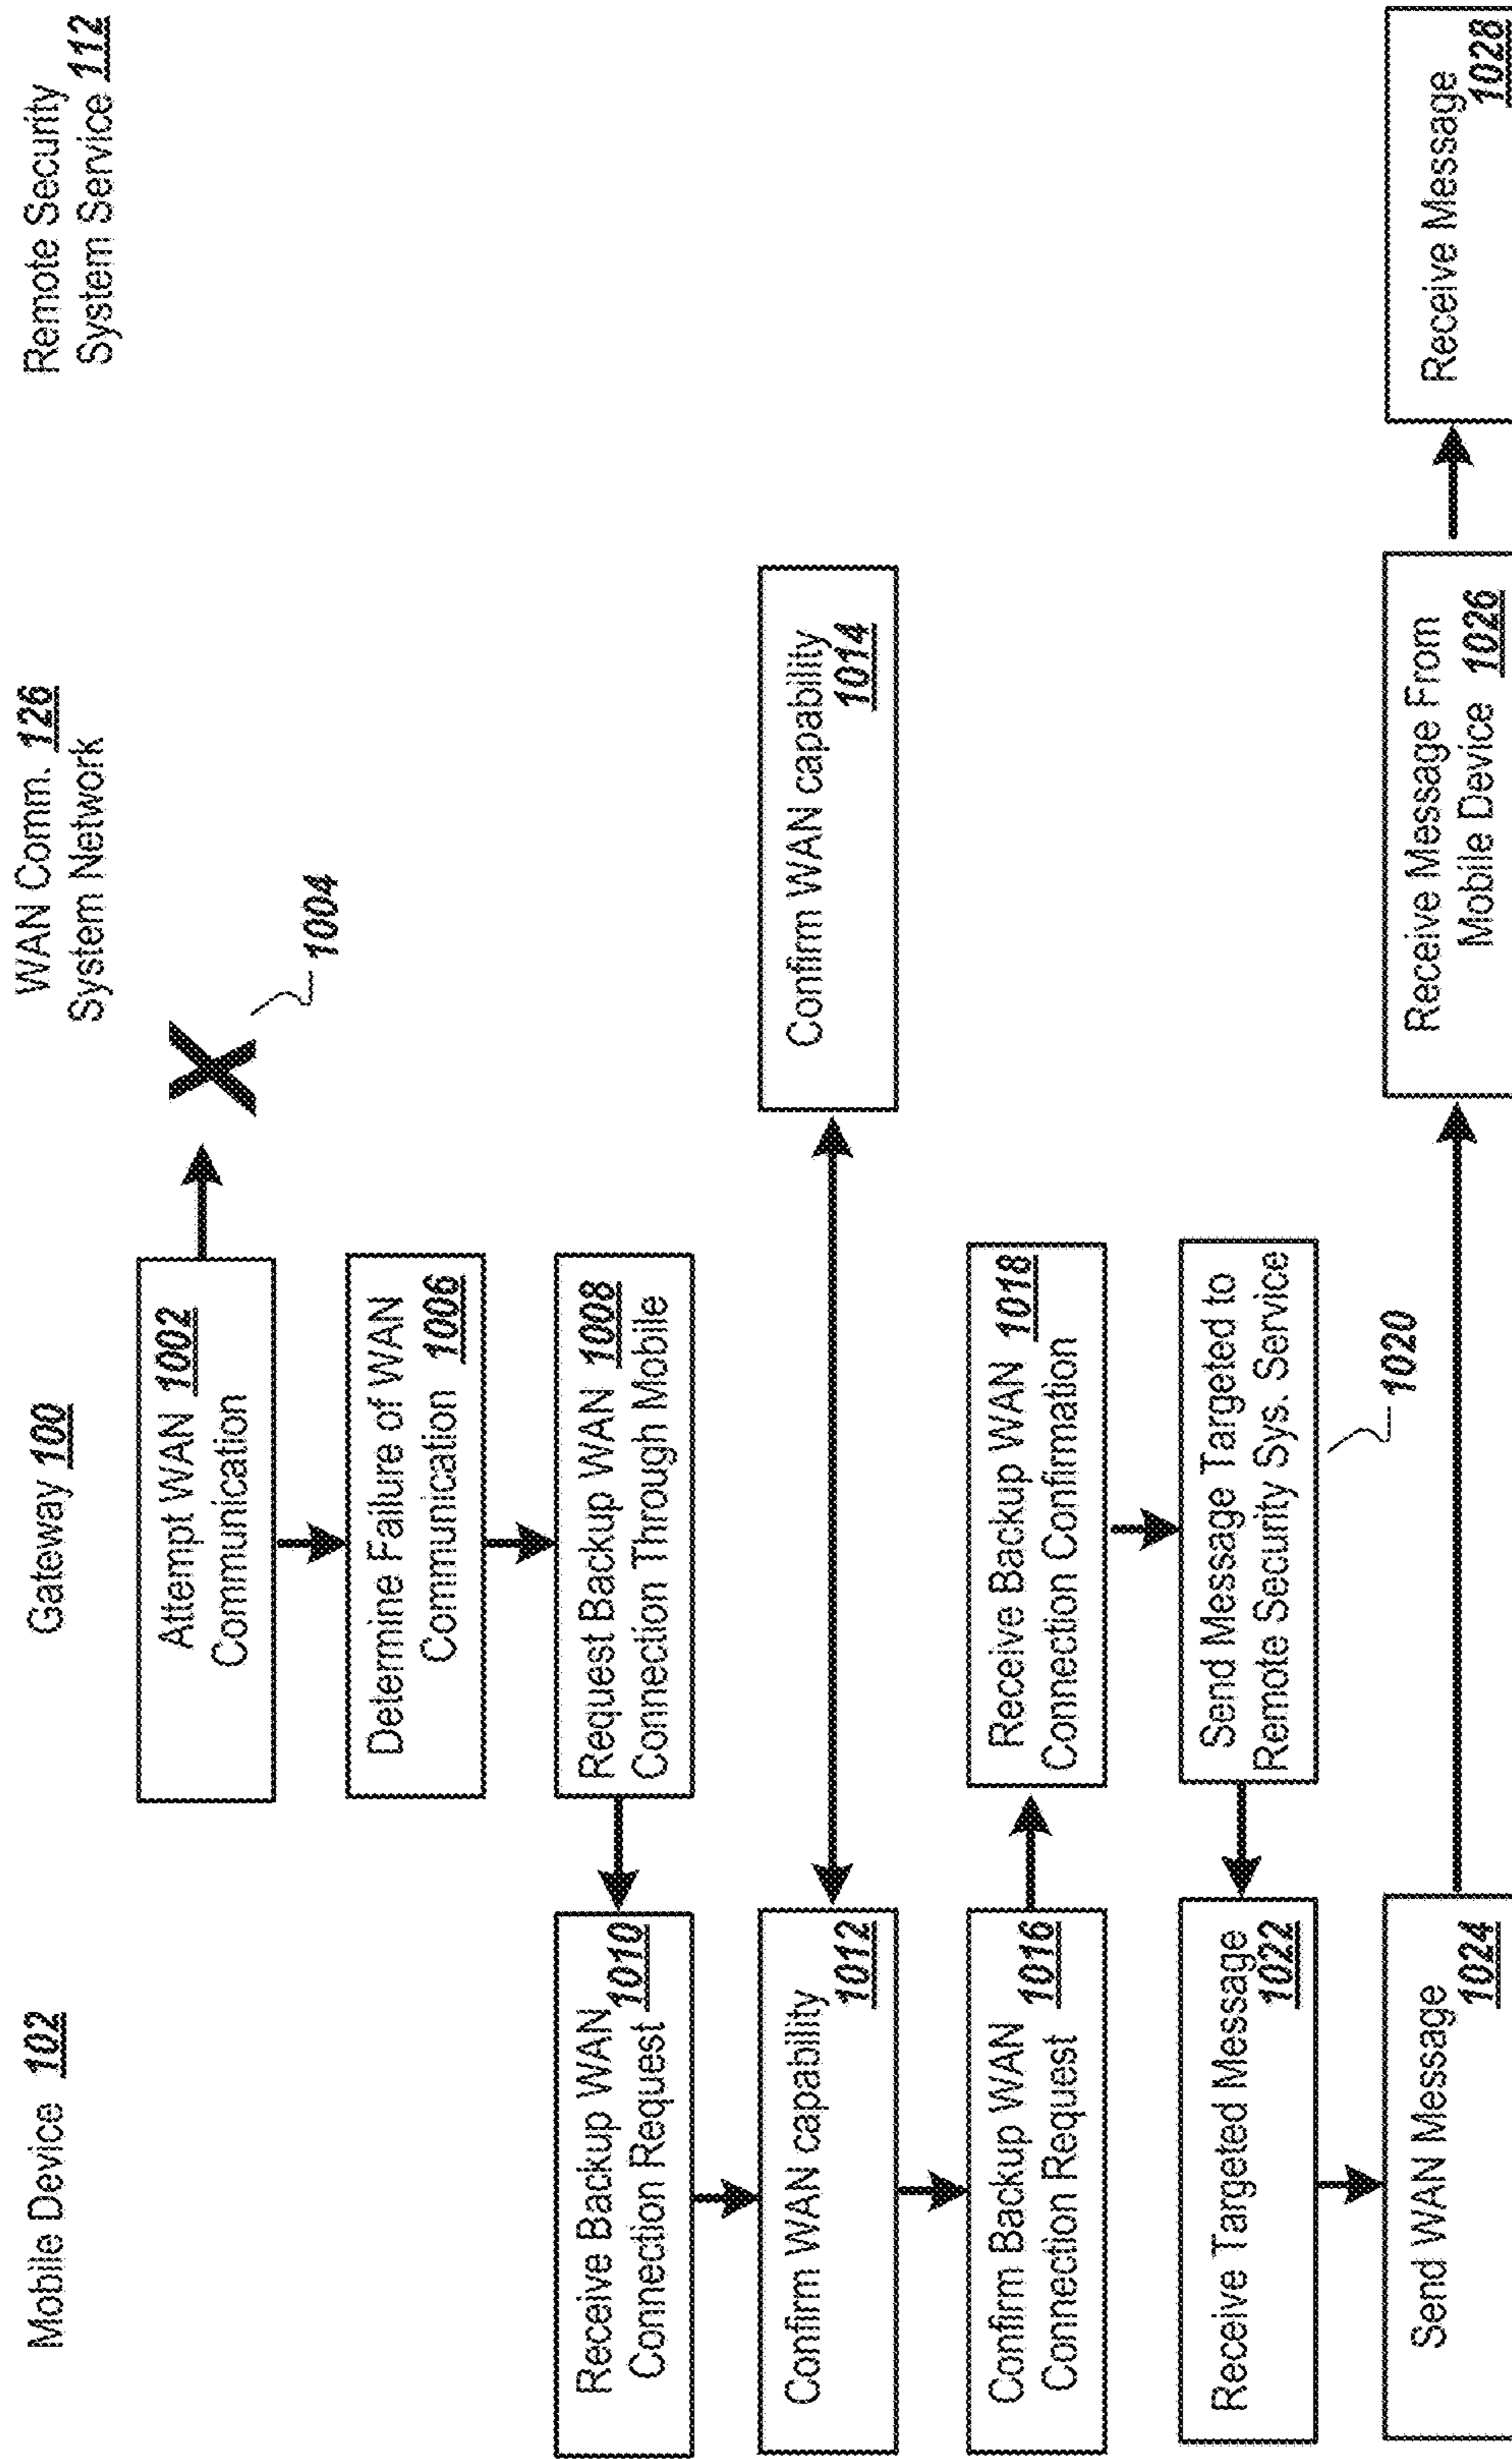 Mobile Device 102
Gateway 100
WAN Comm. 126
System Network
Remote Security
System Service 112
Attempt WAN 1002
Communication
1004
Determine Failure of WAN
Communication 1006
Request Backup WAN 1008
Connection Through Mobile
Receive Backup WAN
Connection Request 1010
Confirm WAN capability
1012
Confirm WAN capability
1014
Confirm Backup WAN
Connection Request 1016
Receive Backup WAN 1018
Connection Confirmation
Send Message Targeted to
Remote Security Sys. Service
1020
Receive Targeted Message
1022
Send WAN Message
1024
Receive Message From
Mobile Device 1026
Receive Message
1028